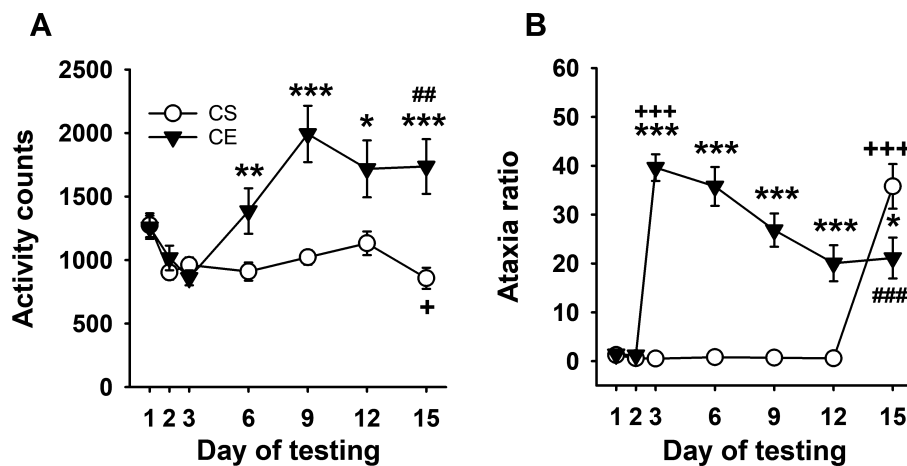 A
B
2500
2000
1500
1000
500
0
Activity counts
CS
CE
**
***
*
##
***
+
1 2 3 6 9 12 15
Day of testing
60
50
40
30
20
10
0
Ataxia ratio
+++
***
***
***
***
+++
*
###
1 2 3 6 9 12 15
Day of testing